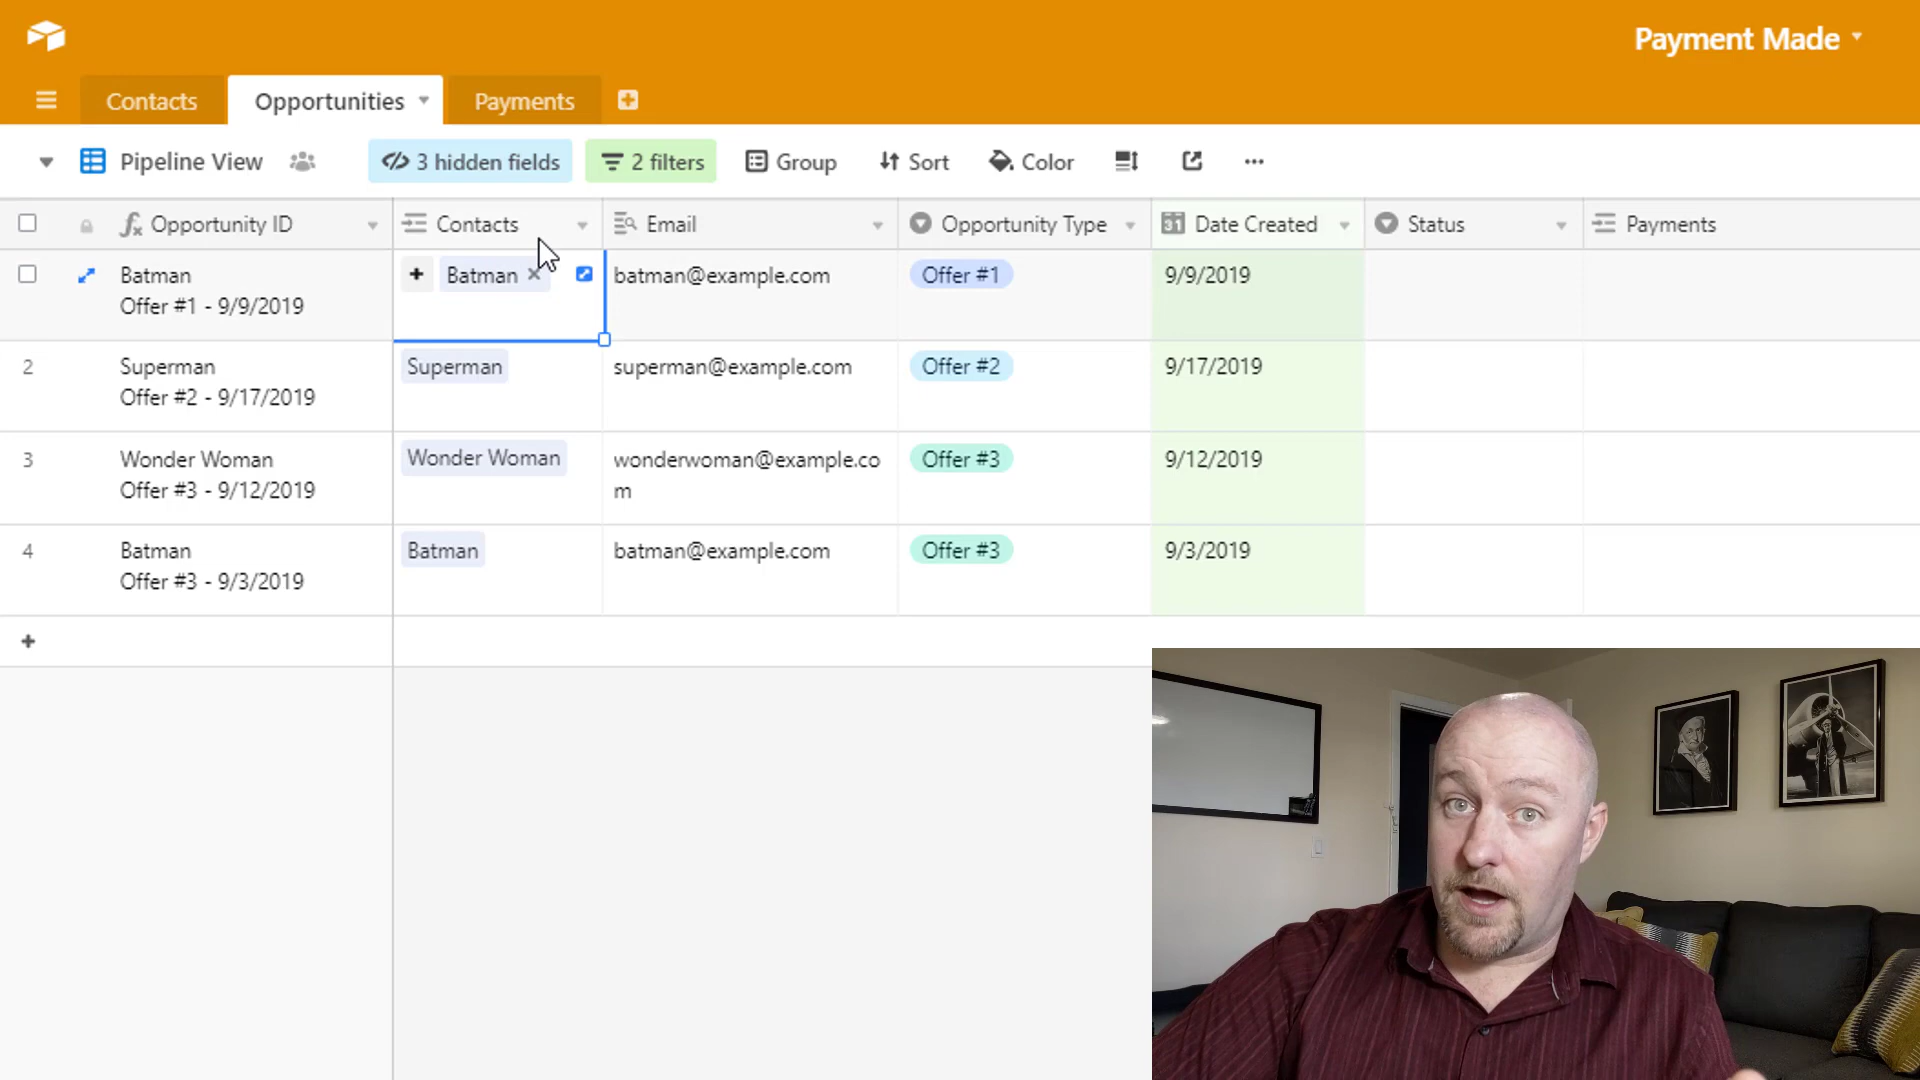 Payment Made
Contacts
Opportunities
Payments
Pipeline View
3 hidden fields
2 filters
Group
Sort
Color
Opportunity ID
Contacts
Email
Opportunity Type
31
Date Created
Status
Payments
Batman
Offer #1 - 9/9/2019
Batman
batman@example.com
Offer #1
9/9/2019
2
Superman
Offer #2 - 9/17/2019
Superman
superman@example.com
Offer #2
9/17/2019
3
Wonder Woman
Offer #3 - 9/12/2019
Wonder Woman
wonderwoman@example.co
m
Offer #3
9/12/2019
4
Batman
Offer #3 - 9/3/2019
Batman
batman@example.com
Offer #3
9/3/2019